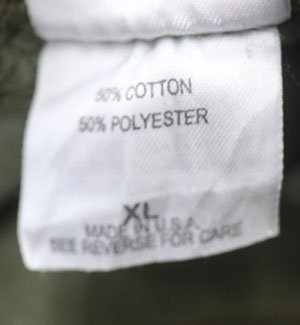 50% COTTON
50% POLYESTER
XL
MADE IN U.S.A.
SEE REVERSE FOR CARE